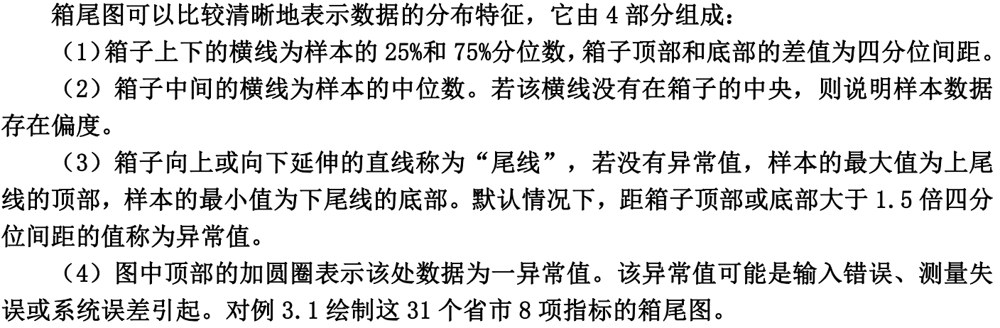 箱尾图可以比较清晰地表示数据的分布特征，它由 4 部分组成：
（1）箱子上下的横线为样本的 25%和 75%分位数，箱子顶部和底部的差值为四分位间距。
（2）箱子中间的横线为样本的中位数。若该横线没有在箱子的中央，则说明样本数据
存在偏度。
（3）箱子向上或向下延伸的直线称为“尾线”，若没有异常值，样本的最大值为上尾
线的顶部，样本的最小值为下尾线的底部。默认情况下，距箱子顶部或底部大于 1.5 倍四分
位间距的值称为异常值。
（4）图中顶部的加圆圈表示该处数据为一异常值。该异常值可能是输入错误、测量失
误或系统误差引起。对例 3.1 绘制这 31 个省市 8 项指标的箱尾图。